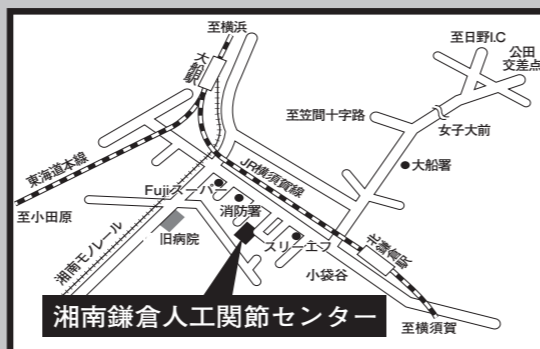 至横浜
至日野I.C
公田
交差点
大船駅
至笠間十字路
女子大前
東海道本線
JR横須賀線
大船署
Fujiスーパー
消防署
至小田原
旧病院
スリーエフ
北鎌倉駅
湘南モノレール
小袋谷
湘南鎌倉人工関節センター
至横須賀